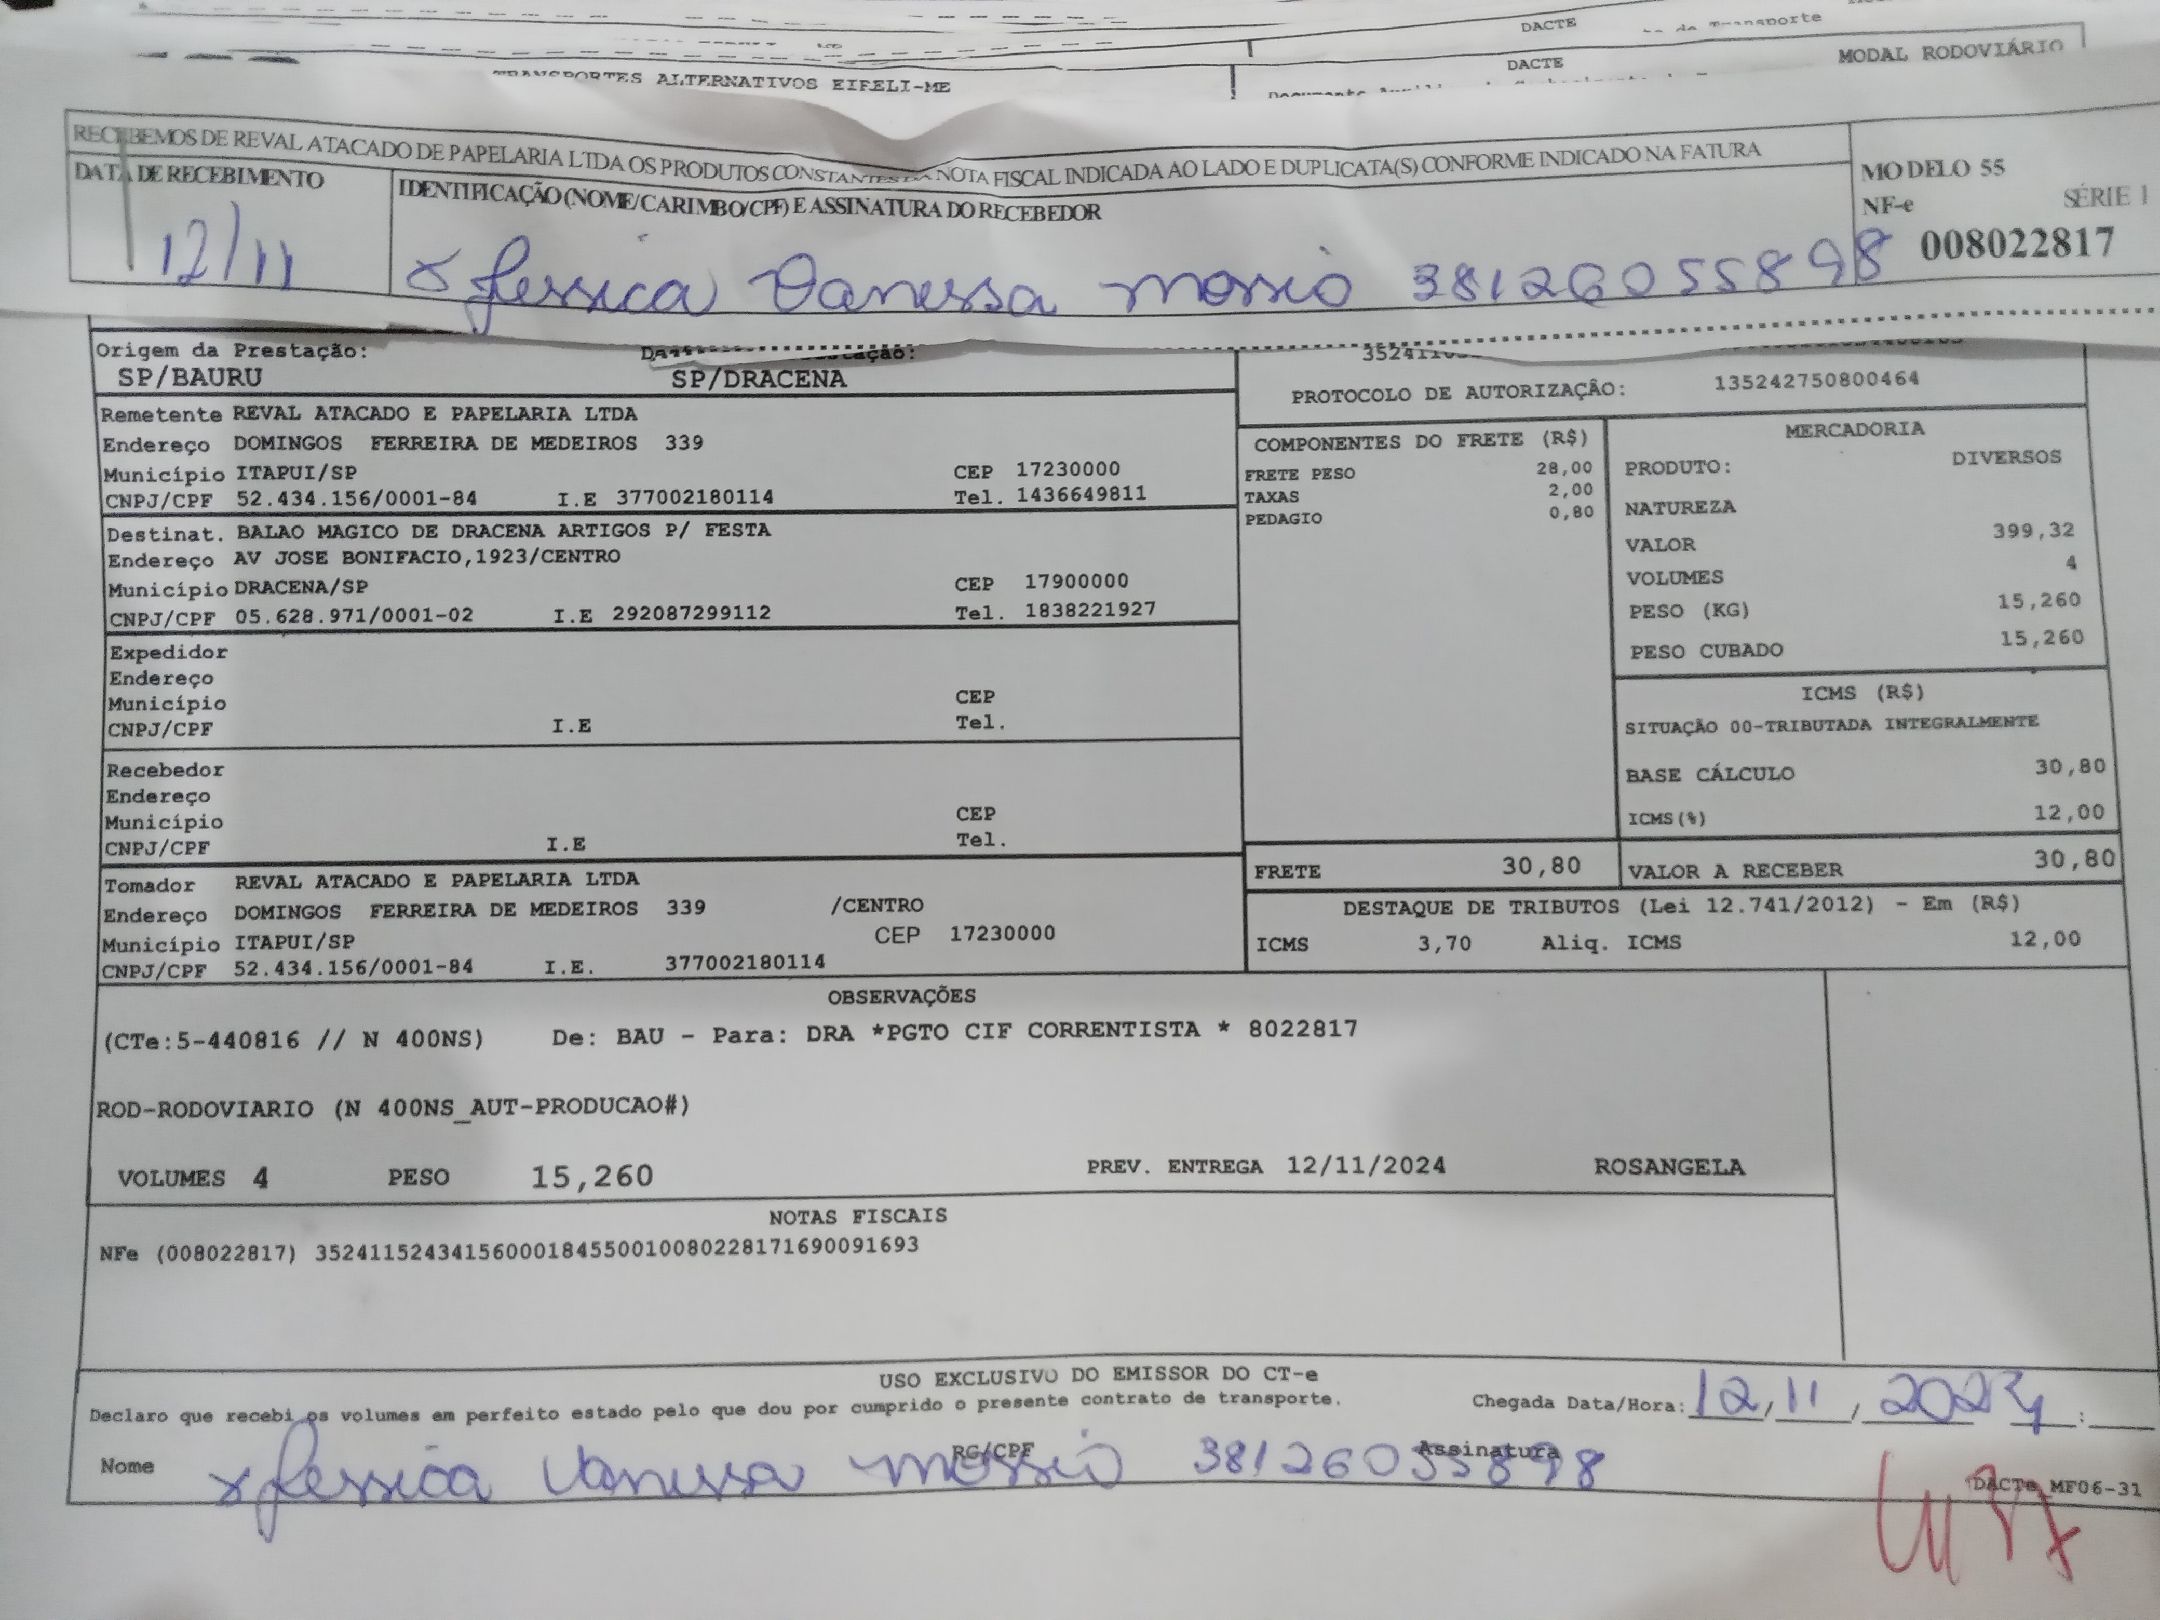 DACTE
de Transporte
DACTE
MODAL RODOVIÁRIO
TRANSPORTES ALTERNATIVOS EIFELI-ME
RECEBEMOS DE REVAL ATACADO DE PAPELARIA LTDA OS PRODUTOS CONSTANTES DA NOTA FISCAL INDICADA AO LADO E DUPLICATA(S) CONFORME INDICADO NA FATURA
DATA DE RECEBIMENTO
IDENTIFICAÇÃO (NOME/CARIMBO/CPF) E ASSINATURA DO RECEBEDOR
MODELO 55
NF-e SÉRIE 1
008022817
12/11
x Jessica Vanessa 38126055898
Origem da Prestação:
SP/BAURU SP/DRACENA
PROTOCOLO DE AUTORIZAÇÃO: 135242750800464
Remetente REVAL ATACADO E PAPELARIA LTDA
Endereço DOMINGOS FERREIRA DE MEDEIROS 339
Município ITAPUI/SP CEP 17230000
CNPJ/CPF 52.434.156/0001-84 I.E 377002180114 Tel. 1436649811
Destinat. BALAO MAGICO DE DRACENA ARTIGOS P/ FESTA
Endereço AV JOSE BONIFACIO,1923/CENTRO
Município DRACENA/SP CEP 17900000
CNPJ/CPF 05.628.971/0001-02 I.E 292087299112 Tel. 1838221927
Expedidor
Endereço
Município CEP
CNPJ/CPF I.E Tel.
Recebedor
Endereço
Município CEP
CNPJ/CPF I.E Tel.
Tomador REVAL ATACADO E PAPELARIA LTDA
Endereço DOMINGOS FERREIRA DE MEDEIROS 339 /CENTRO
Município ITAPUI/SP CEP 17230000
CNPJ/CPF 52.434.156/0001-84 I.E. 377002180114
COMPONENTES DO FRETE (R$)
FRETE PESO 28,00
TAXAS 2,00
PEDAGIO 0,80
MERCADORIA
PRODUTO: DIVERSOS
NATUREZA
VALOR 399,32
VOLUMES 4
PESO (KG) 15,260
PESO CUBADO 15,260
ICMS (R$)
SITUAÇÃO 00-TRIBUTADA INTEGRALMENTE
BASE CÁLCULO 30,80
ICMS(%) 12,00
FRETE 30,80 VALOR A RECEBER 30,80
DESTAQUE DE TRIBUTOS (Lei 12.741/2012) - Em (R$)
ICMS 3,70 Aliq. ICMS 12,00
OBSERVAÇÕES
(CTe:5-440816 // N 400NS) De: BAU - Para: DRA *PGTO CIF CORRENTISTA * 8022817
ROD-RODOVIARIO (N 400NS_AUT-PRODUCAO#)
VOLUMES 4 PESO 15,260 PREV. ENTREGA 12/11/2024 ROSANGELA
NOTAS FISCAIS
NFe (008022817) 35241152434156000184550010080228171690091693
USO EXCLUSIVO DO EMISSOR DO CT-e
Declaro que recebi os volumes em perfeito estado pelo que dou por cumprido o presente contrato de transporte. Chegada Data/Hora: 12, 11 , 2024 :
Nome RG/CPF Assinatura
x Jessica Vanessa 38126055898
DACTe_MF06-31